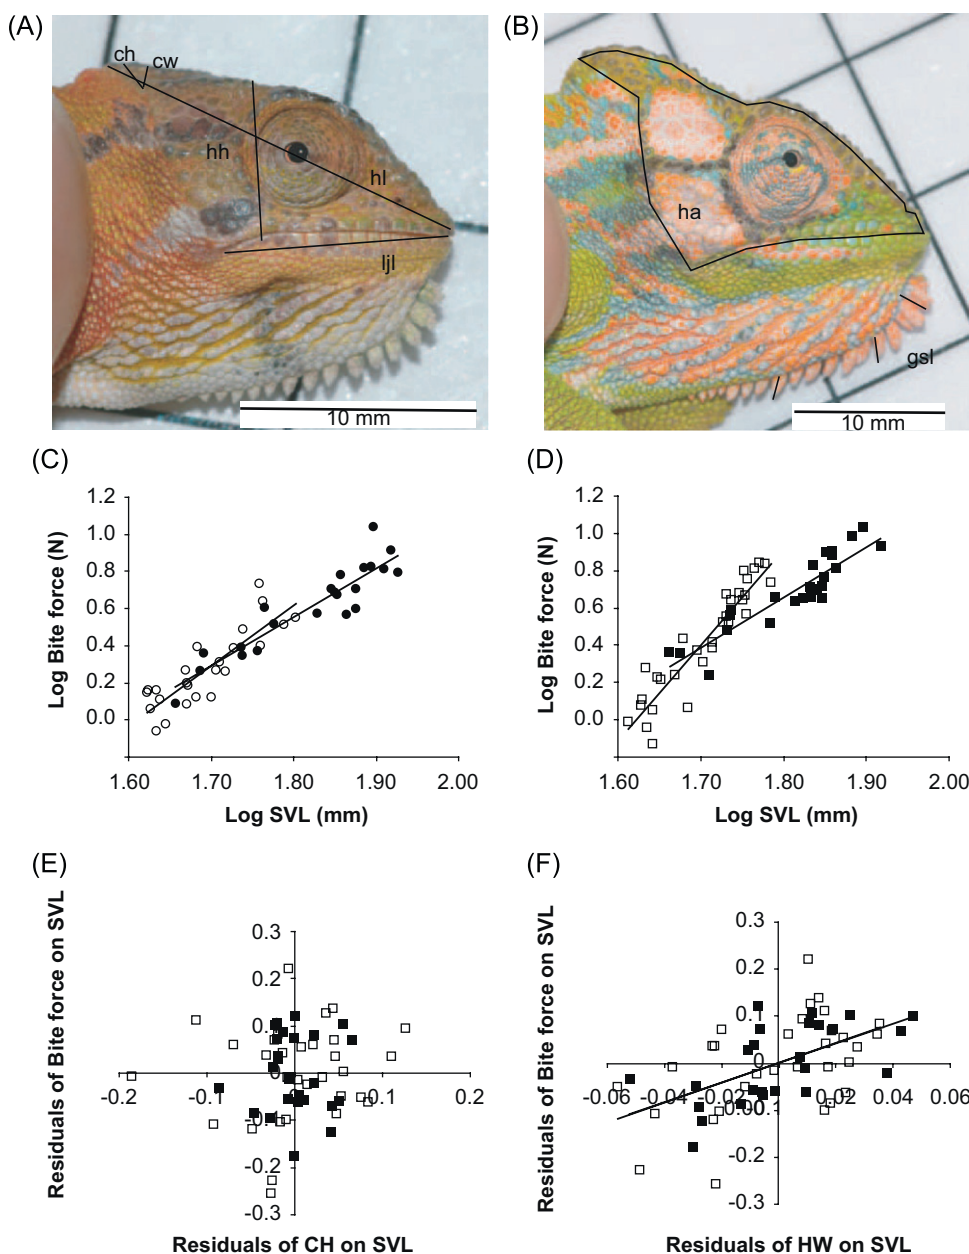 (A)
(B)
ch
cw
hh
hl
ljl
10 mm
ha
gsl
10 mm
(C)
(D)
Log Bite force (N)
1.2
1.0
0.8
0.6
0.4
0.2
0.0
1.60 1.70 1.80 1.90 2.00
Log SVL (mm)
Log Bite force (N)
1.2
1.0
0.8
0.6
0.4
0.2
0.0
1.60 1.70 1.80 1.90 2.00
Log SVL (mm)
(E)
(F)
Residuals of Bite force on SVL
0.3
0.2
0.1
0
-0.1
-0.2
-0.3
-0.2 -0.1 0.1 0.2
Residuals of CH on SVL
Residuals of Bite force on SVL
0.3
0.2
0.1
0
-0.2
-0.3
-0.06 -0.04 0.02 0.04 0.06
Residuals of HW on SVL